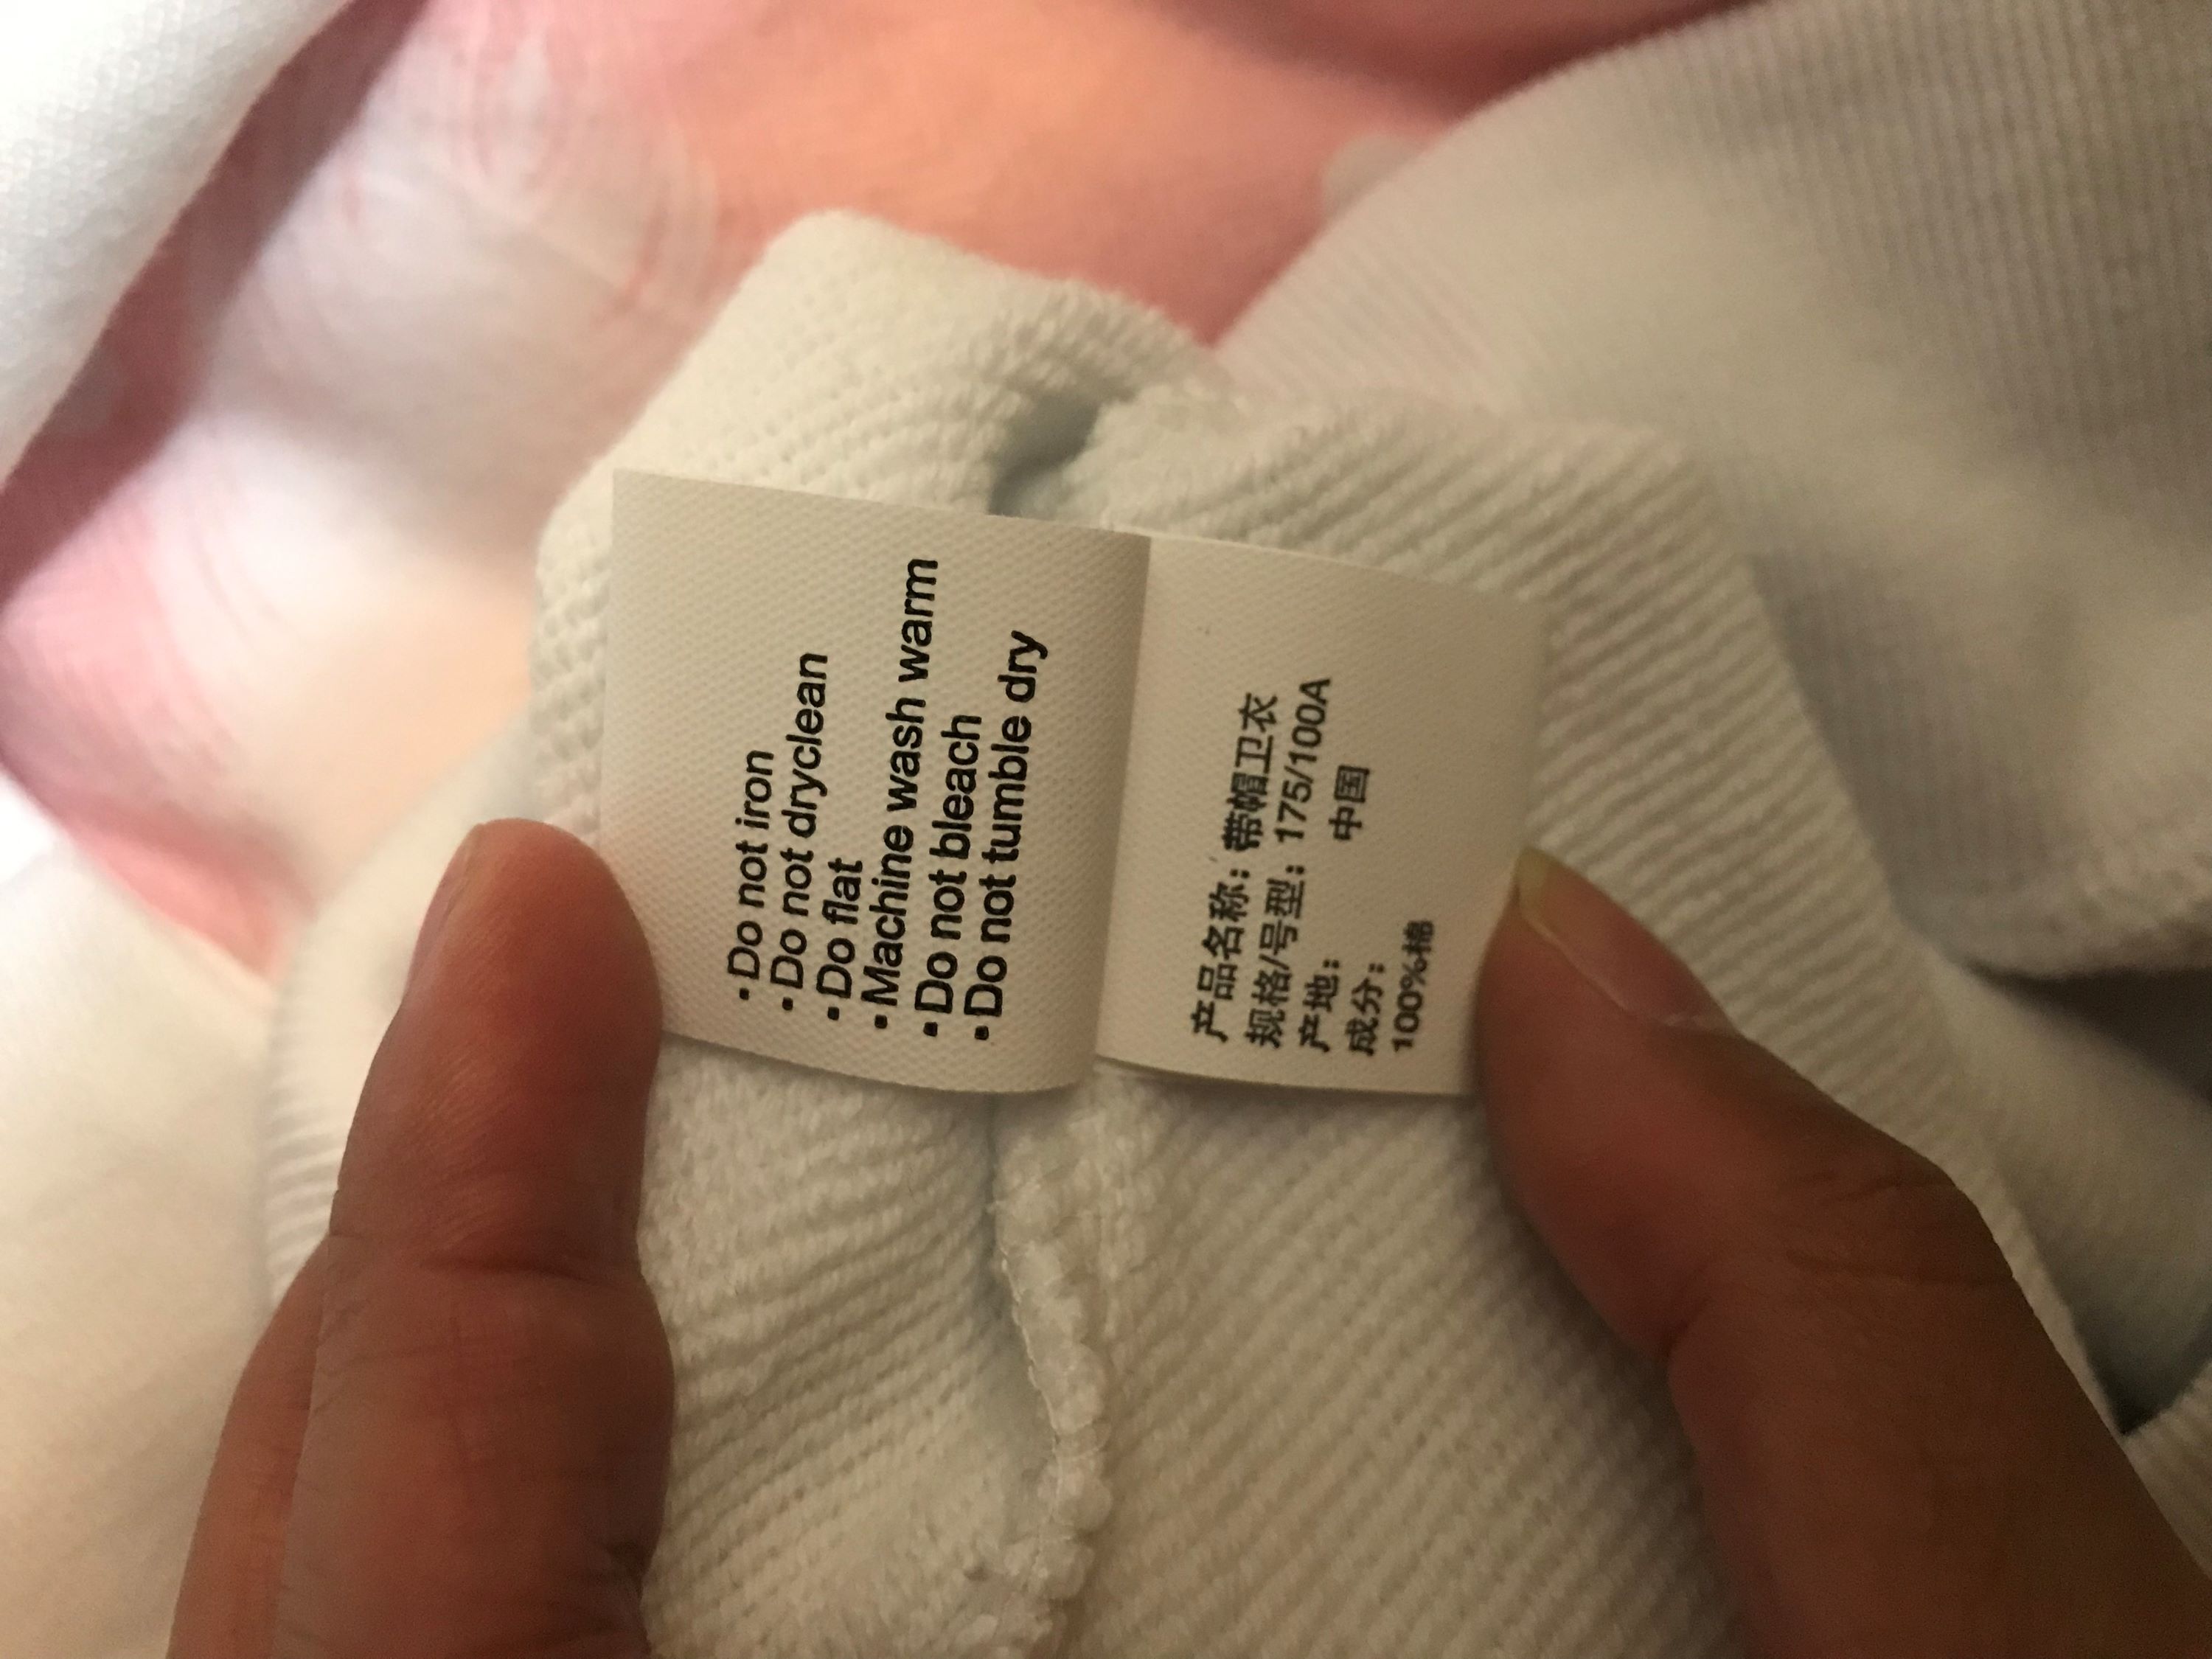 •Do not iron
•Do not dryclean
•Do flat
•Machine wash warm
•Do not bleach
•Do not tumble dry
产品名称：带帽卫衣
规格/号型：175/100A
产地： 中国
成分：
100%棉